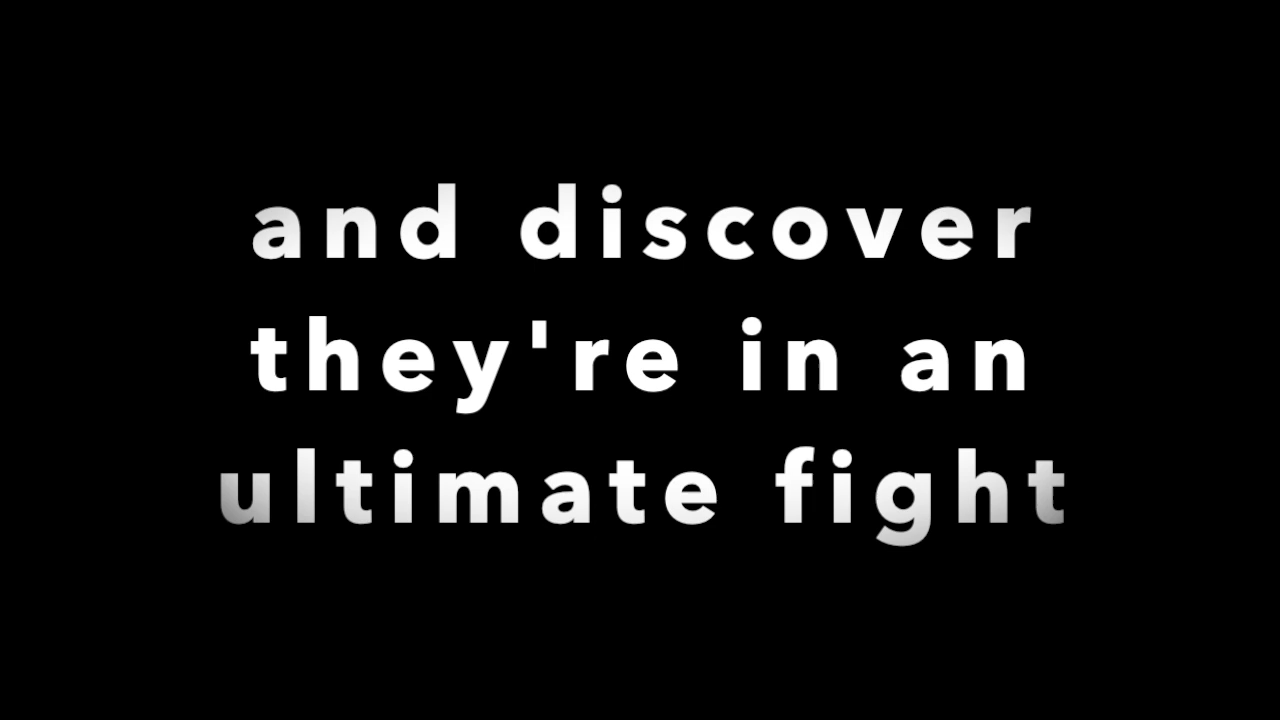 and discover
they're in an
ultimate fight